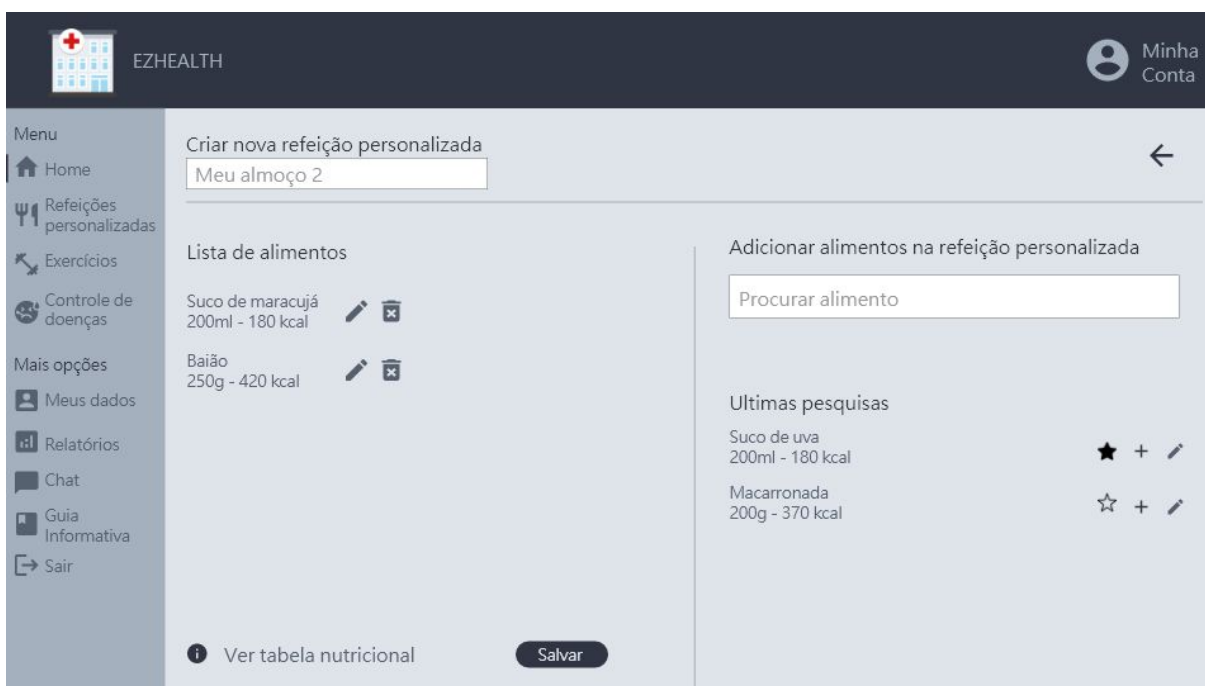 EZHEALTH
Minha
Conta
Menu
Home
Refeições
personalizadas
Exercícios
Controle de
doenças
Mais opções
Meus dados
Relatórios
Chat
Guia
Informativa
Sair
Criar nova refeição personalizada
Meu almoço 2
Lista de alimentos
Suco de maracujá
200ml - 180 kcal
Baião
250g - 420 kcal
Ver tabela nutricional
Salvar
Adicionar alimentos na refeição personalizada
Procurar alimento
Ultimas pesquisas
Suco de uva
200ml - 180 kcal
Macarronada
200g - 370 kcal